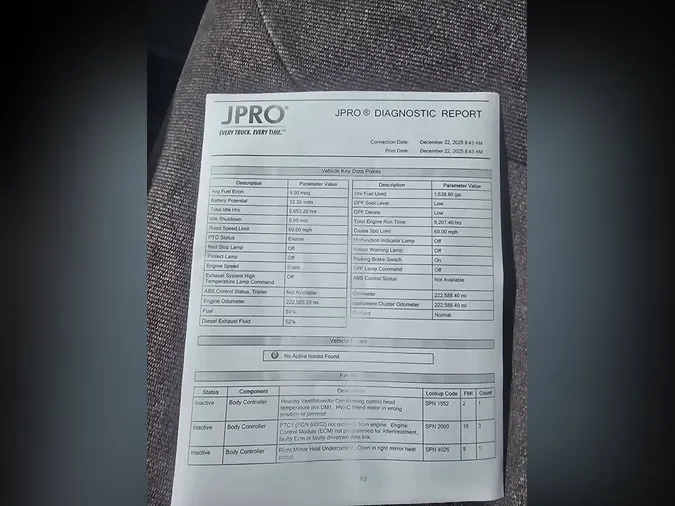 JPRO®
EVERY TRUCK. EVERY TIME.™
JPRO® DIAGNOSTIC REPORT
Connection Date: December 22, 2025 8:43 AM
Print Date: December 22, 2025 8:43 AM
Vehicle Key Data Points
Description Parameter Value Description Parameter Value
Avg Fuel Econ mpg Idle Fuel Used 1,638.80 gal
Battery Potential 12.30 volts DPF Soot Level Low
Total Idle Hrs 2,653.20 hrs DPF Derate Low
Idle Shutdown 5.00 min Total Engine Run Time 9,207.40 hrs
Road Speed Limit 69.00 mph Cruise Spd Limit 69.00 mph
PTO Status Enable Malfunction Indicator Lamp Off
Red Stop Lamp Off Amber Warning Lamp Off
Protect Lamp Off Parking Brake Switch On
Engine Speed 0 rpm DPF Lamp Command Off
Exhaust System High Off ABS Control Status Not Available
Temperature Lamp Command
ABS Control Status, Trailer Not Available Odometer 222,588.40 mi
Engine Odometer 222,585.20 mi Instrument Cluster Odometer 222,588.40 mi
Fuel 84% Normal
Diesel Exhaust Fluid 52%
Vehicle
No Active Issues Found
Status Component Description Lookup Code FMI Count
Inactive Body Controller Heating Ventilation/Air Conditioning control head SPN 1552 2 1
temperature mix DM1. HVAC blend motor in wrong
position or jammed
Inactive Body Controller PTC1 (PGN 64892) not received from engine. Engine SPN 2000 19 3
Control Module (ECM) not programmed for Aftertreatment,
faulty Ecm or faulty drivetrain data link.
Inactive Body Controller Right Mirror Heat Undercurrent, Open in right mirror heat SPN 4025 5 1
circuit